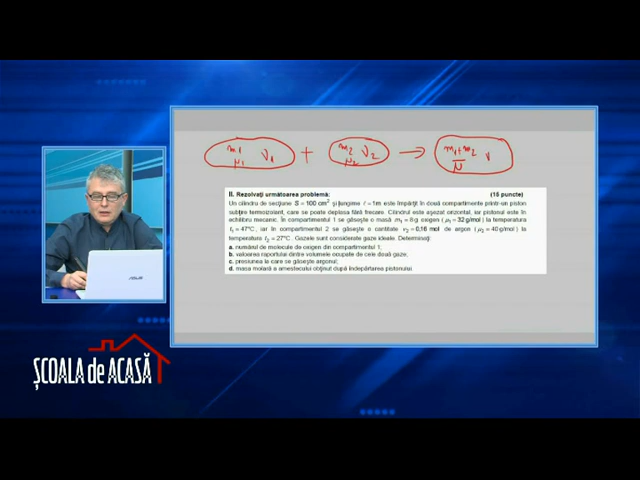 m1 μ1 ν1 + m2 μ2 ν2 → m1+m2 μ ν
II. Rezolvați următoarea problemă: (15 puncte)
Un cilindru de secțiune S = 100 cm² și lungime ℓ = 1m este împărțit în două compartimente printr-un piston
subțire termoizolant, care se poate deplasa fără frecare. Cilindrul este așezat orizontal, iar pistonul este în
echilibru mecanic. În compartimentul 1 se găsește o masă m1 = 8 g oxigen ( μ1 = 32 g/mol ) la temperatura
t1 = 47°C, iar în compartimentul 2 se găsește o cantitate ν2 = 0,16 mol de argon ( μ2 = 40 g/mol ) la
temperatura t2 = 27°C. Gazele sunt considerate gaze ideale. Determinați:
a. numărul de molecule de oxigen din compartimentul 1,
b. valoarea raportului dintre volumele ocupate de cele două gaze;
c. presiunea la care se găsește argonul;
d. masa molară a amestecului obținut după îndepărtarea pistonului.
ȘCOALA de ACASĂ